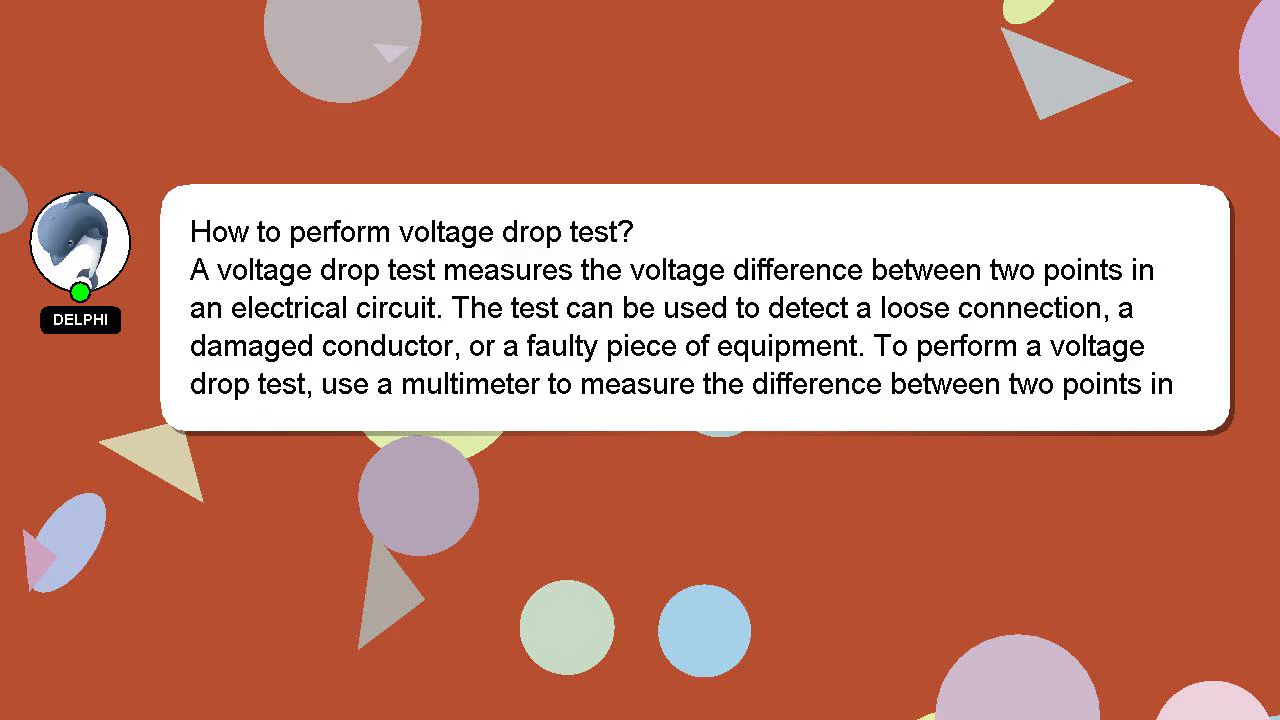 How to perform voltage drop test?
A voltage drop test measures the voltage difference between two points in
an electrical circuit. The test can be used to detect a loose connection, a
damaged conductor, or a faulty piece of equipment. To perform a voltage
drop test, use a multimeter to measure the difference between two points in
DELPHI